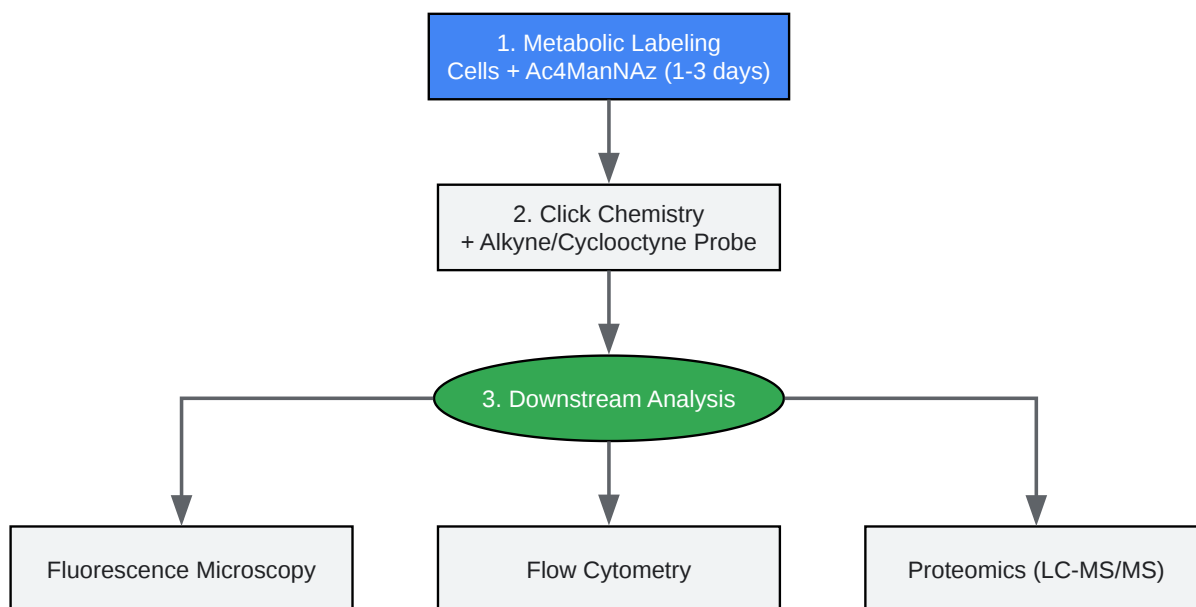 1. Metabolic Labeling
Cells + Ac4ManNAz (1-3 days)
2. Click Chemistry
+ Alkyne/Cyclooctyne Probe
3. Downstream Analysis
Fluorescence Microscopy
Flow Cytometry
Proteomics (LC-MS/MS)